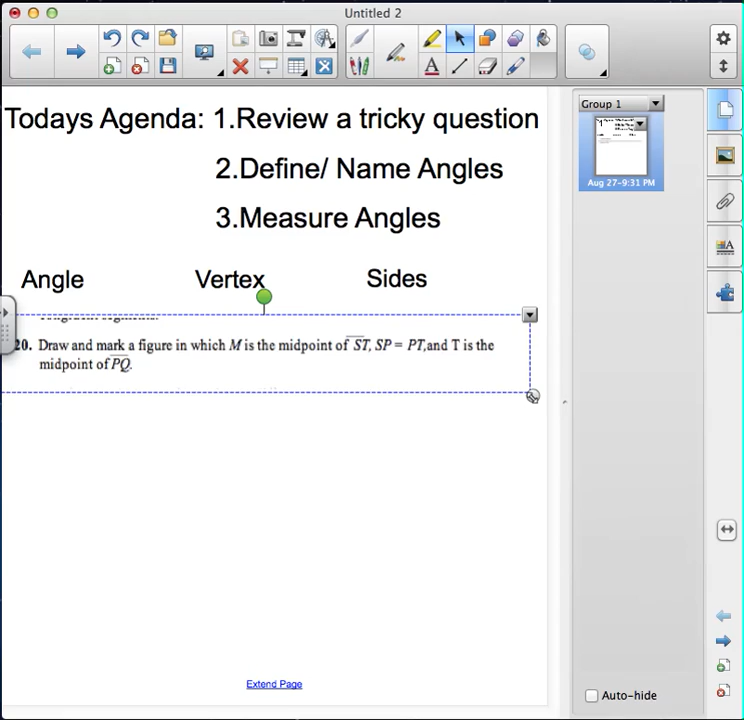 Untitled 2
Todays Agenda: 1.Review a tricky question
2.Define/ Name Angles
3.Measure Angles
Angle Vertex Sides
20. Draw and mark a figure in which M is the midpoint of ST, SP = PT,and T is the
midpoint of PQ.
Extend Page
Group 1
Aug 27-9:31 PM
Auto-hide